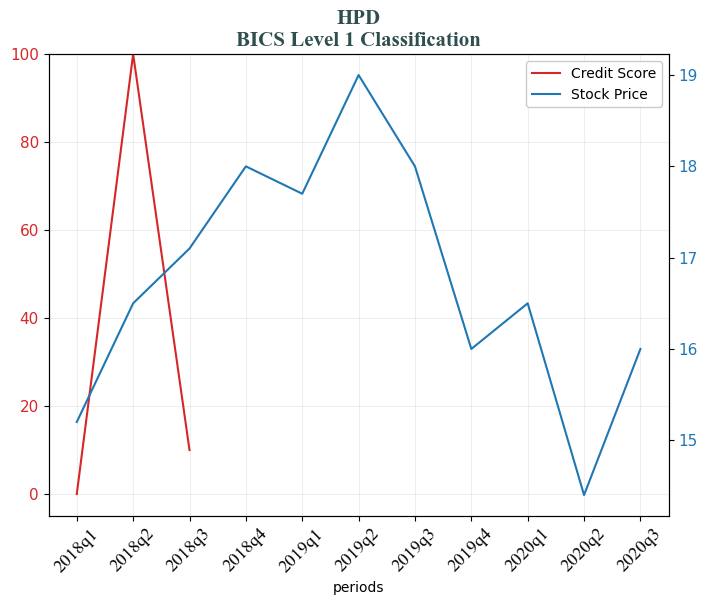 HPD
BICS Level 1 Classification
Credit Score
Stock Price
100
80
60
40
20
0
19
18
17
16
15
2018q1
2018q2
2018q3
2018q4
2019q1
2019q2
2019q3
2019q4
2020q1
2020q2
2020q3
periods